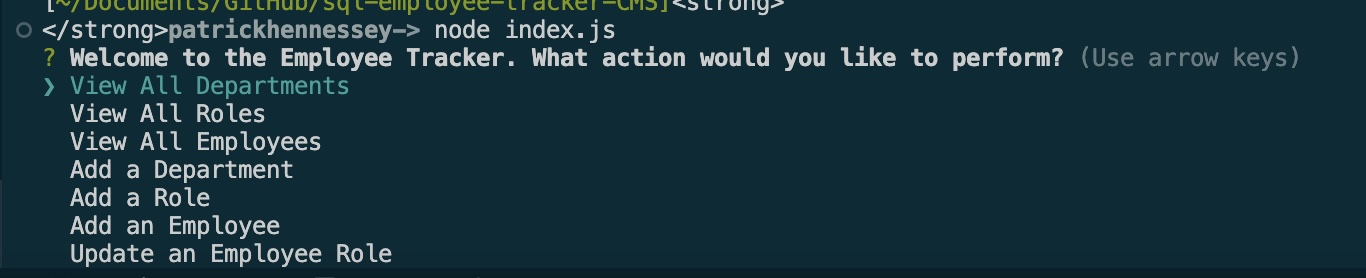 [~/Documents/GitHub/sql-employee-tracker-CMS]<strong>
</strong>patrickhennessey-> node index.js
? Welcome to the Employee Tracker. What action would you like to perform? (Use arrow keys)
❯ View All Departments
View All Roles
View All Employees
Add a Department
Add a Role
Add an Employee
Update an Employee Role